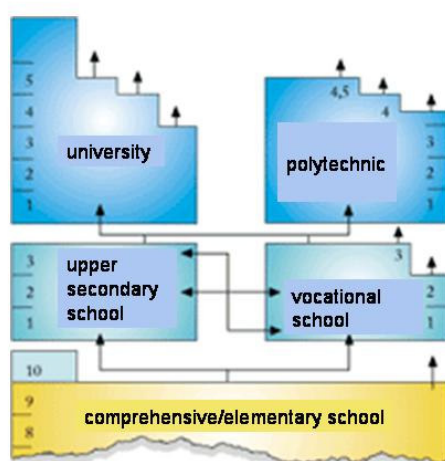 5
4
3
2
1
university
4,5
4
3
2
1
polytechnic
3
2
1
upper
secondary
school
3
2
1
vocational
school
10
9
8
comprehensive/elementary school